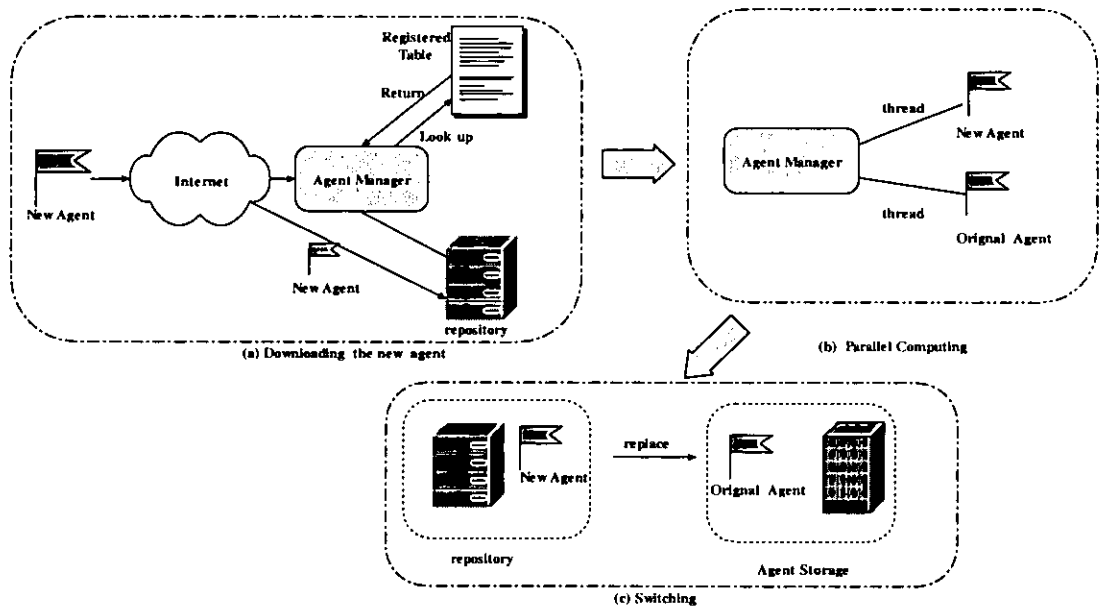 Registered
Table
Return
Look up
New Agent
Internet
Agent Manager
New Agent
repository
(a) Downloading the new agent
Agent Manager
thread
New Agent
thread
Orignal Agent
(b) Parallel Computing
New Agent
repository
replace
Orignal Agent
Agent Storage
(c) Switching